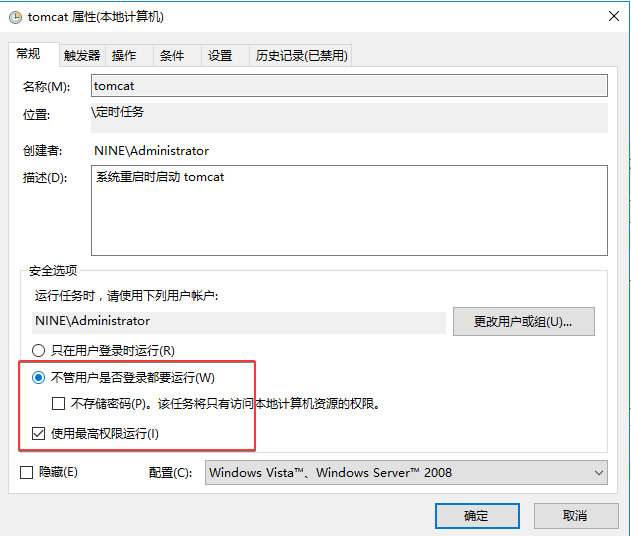 tomcat 属性(本地计算机)
常规 触发器 操作 条件 设置 历史记录(已禁用)
名称(M): tomcat
位置: \定时任务
创建者: NINE\Administrator
描述(D): 系统重启时启动 tomcat
安全选项
运行任务时，请使用下列用户帐户:
NINE\Administrator 更改用户或组(U)...
只在用户登录时运行(R)
不管用户是否登录都要运行(W)
不存储密码(P)。该任务将只有访问本地计算机资源的权限。
使用最高权限运行(I)
隐藏(E) 配置(C): Windows Vista™、Windows Server™ 2008
确定 取消